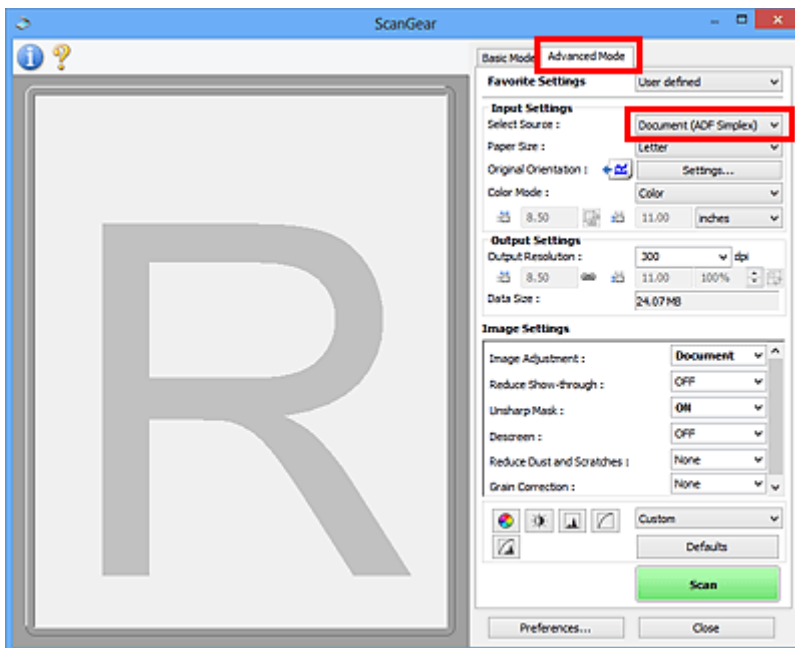 ScanGear
Basic Mode Advanced Mode
Favorite Settings User defined
Input Settings
Select Source : Document (ADF Simplex)
Paper Size : Letter
Original Orientation : Settings...
Color Mode : Color
8.50 11.00 inches
Output Settings
Output Resolution : 300 dpi
8.50 11.00 100%
Data Size : 24.07 MB
Image Settings
Image Adjustment : Document
Reduce Show-through : OFF
Unsharp Mask : ON
Descreen : OFF
Reduce Dust and Scratches : None
Grain Correction : None
Custom
Defaults
Scan
Preferences... Close
R